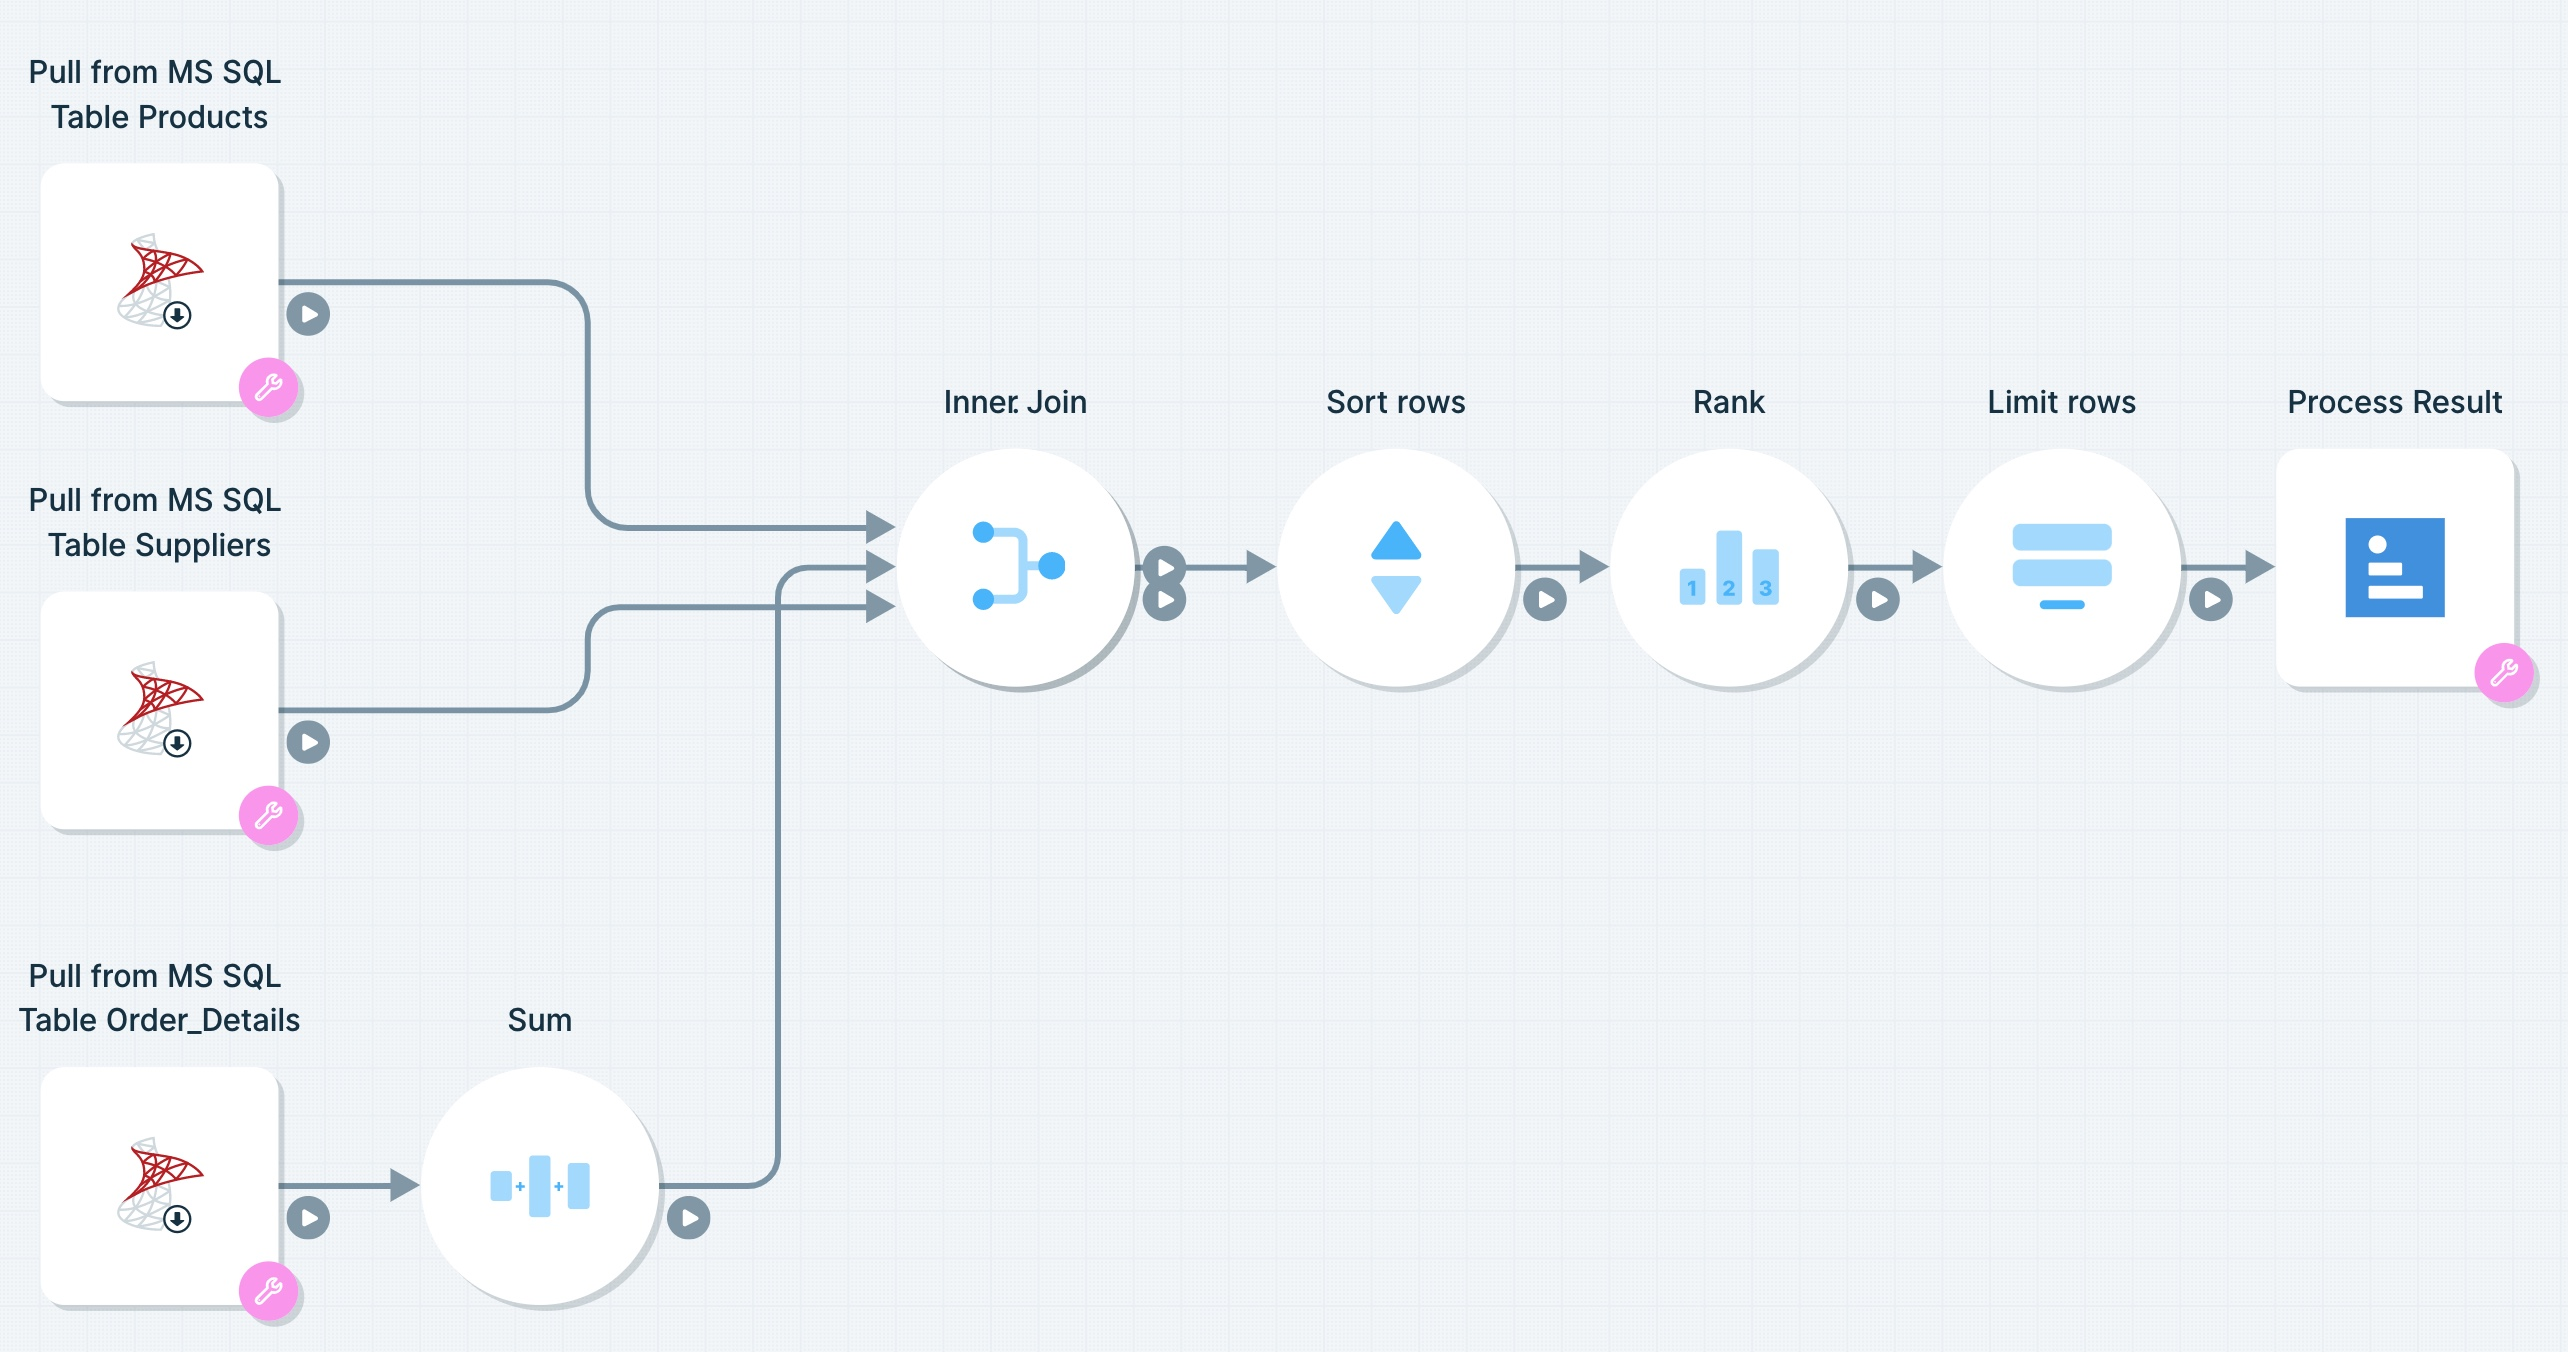 Pull from MS SQL
Table Products
Pull from MS SQL
Table Suppliers
Pull from MS SQL
Table Order_Details
Sum
Inner. Join
Sort rows
Rank
1 2 3
Limit rows
Process Result